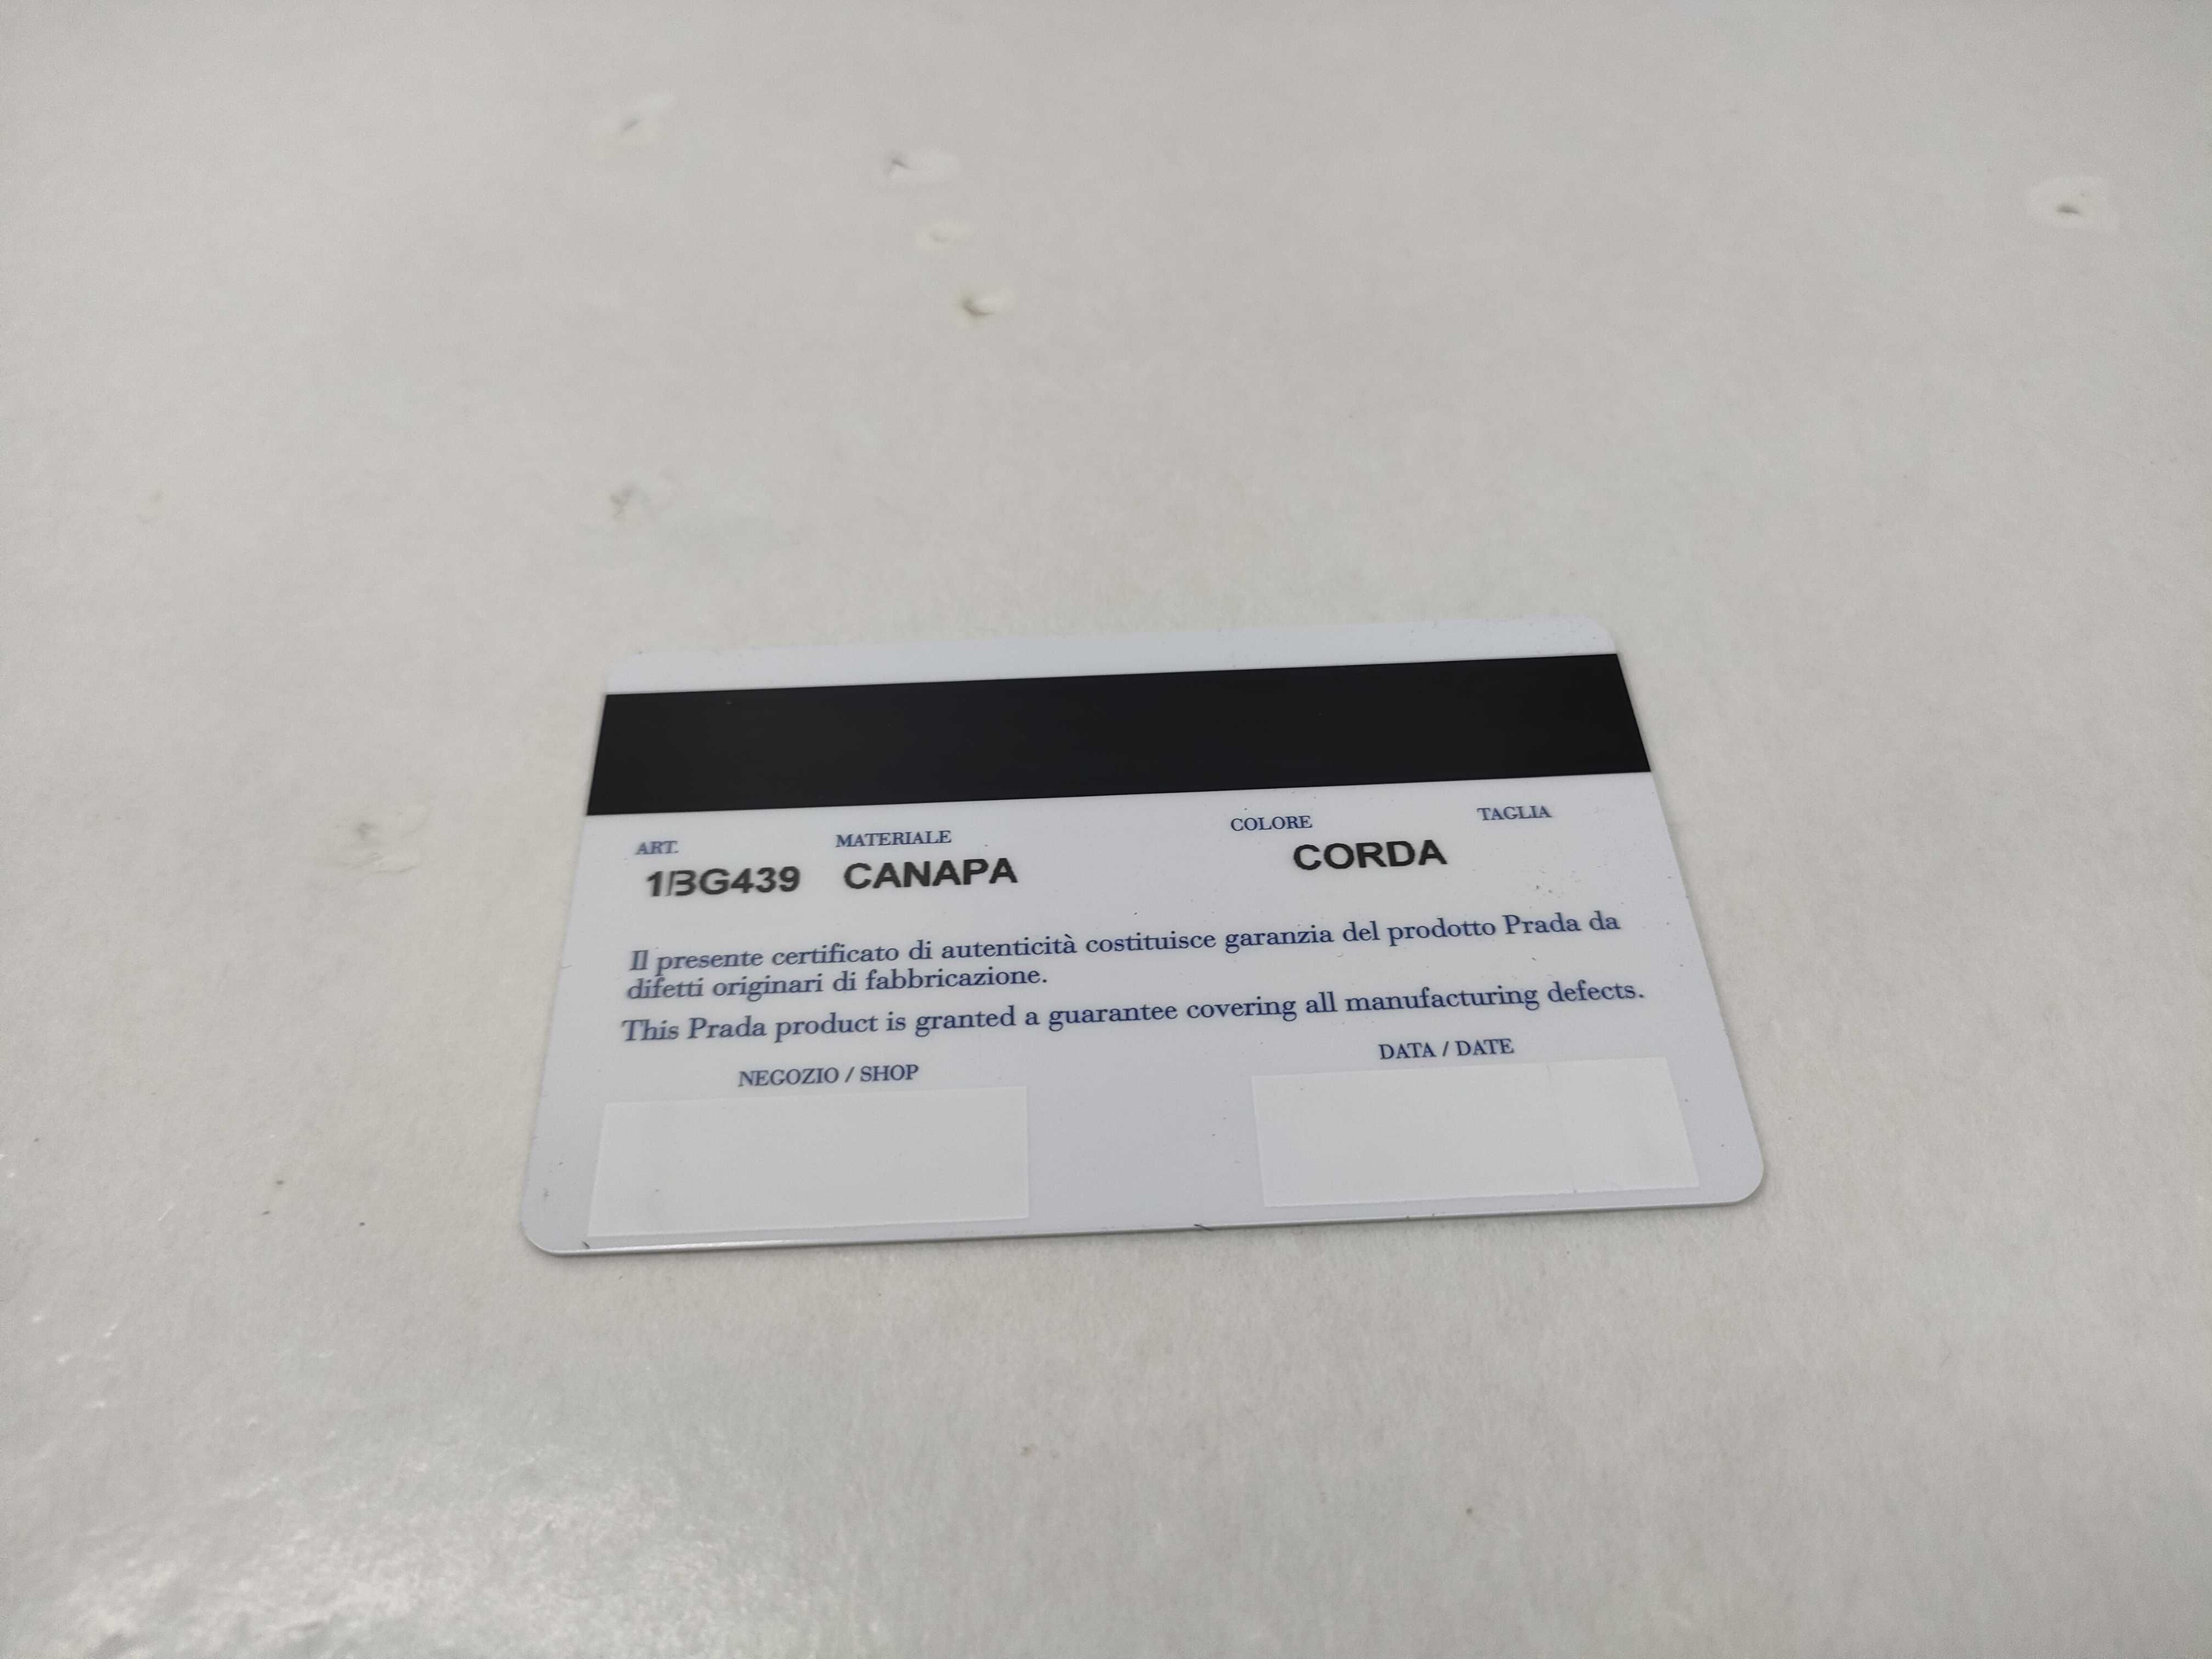 ART. MATERIALE COLORE TAGLIA
1BG439 CANAPA CORDA
Il presente certificato di autenticità costituisce garanzia del prodotto Prada da
difetti originari di fabbricazione.
This Prada product is granted a guarantee covering all manufacturing defects.
NEGOZIO / SHOP DATA / DATE